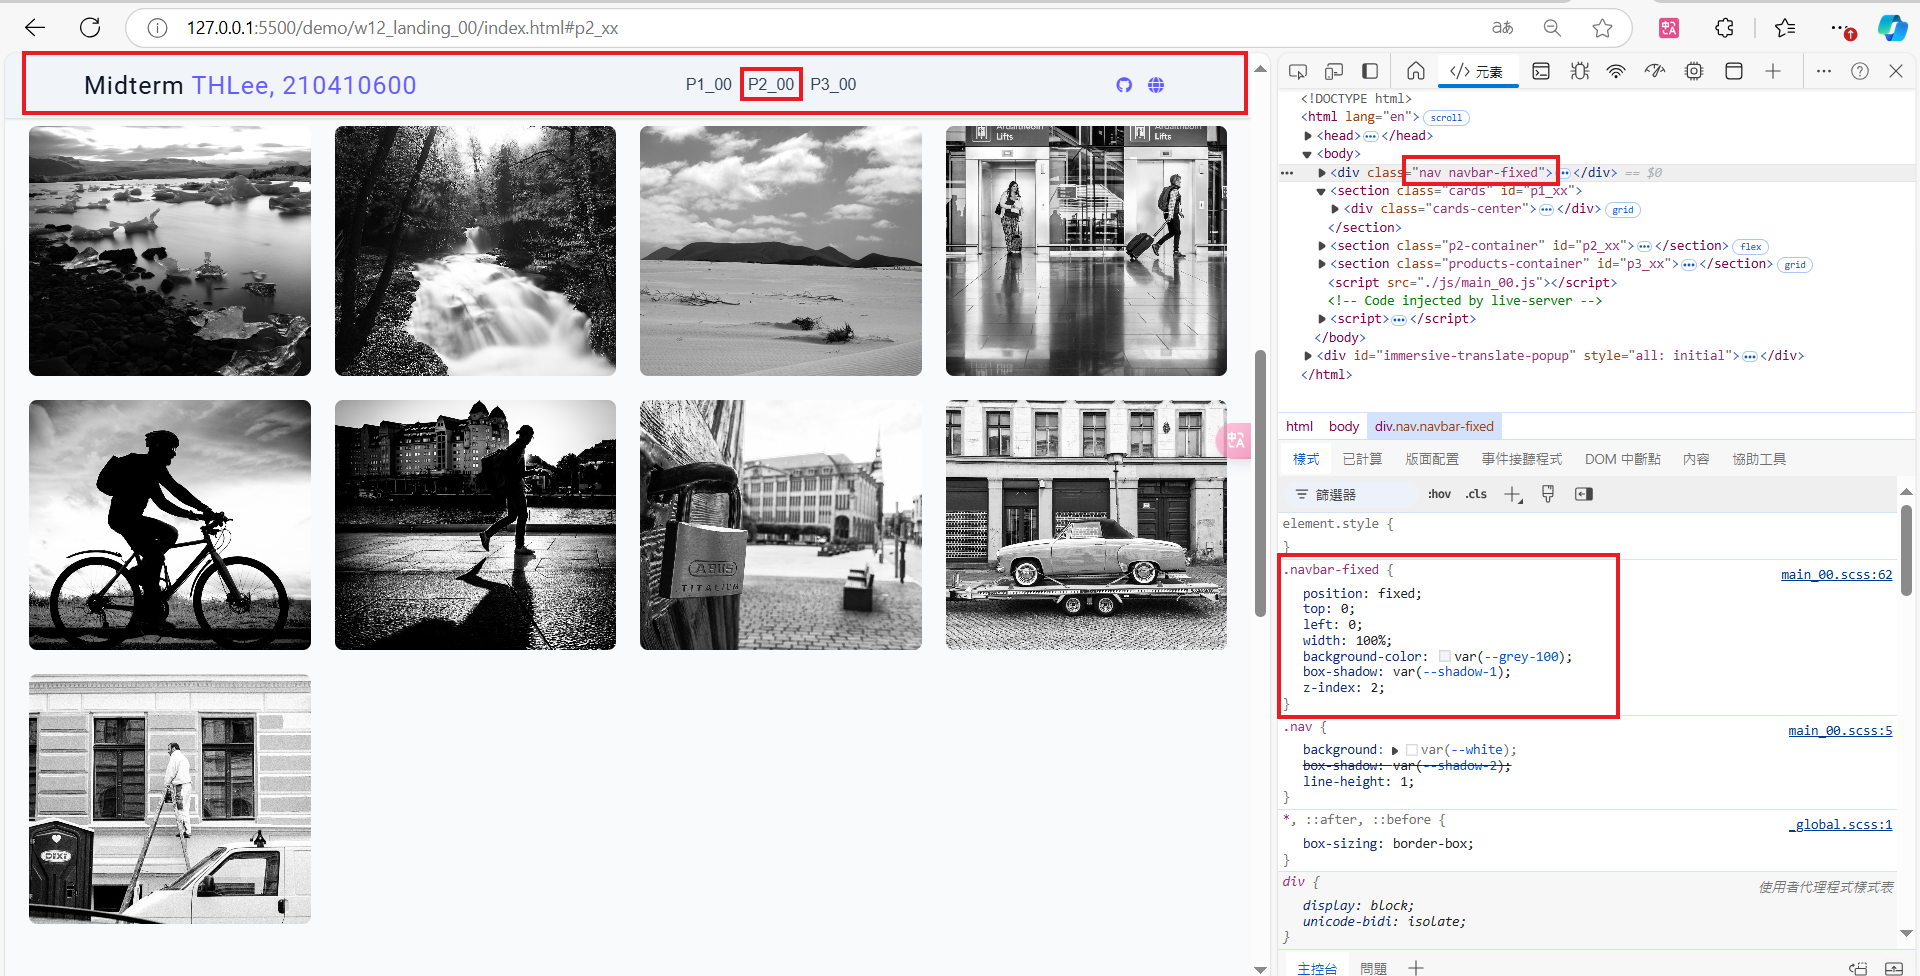 127.0.0.1:5500/demo/w12_landing_00/index.html#p2_xx
Midterm THLee, 210410600
P1_00 P2_00 P3_00
Lifts
Lifts
ABUS
TITALIUM
DIXI
元素
<!DOCTYPE html>
<html lang="en"> scroll
<head> </head>
<body>
<div class="nav navbar-fixed"> </div> == $0
<section class="cards" id="p1_xx">
<div class="cards-center"> </div> grid
</section>
<section class="p2-container" id="p2_xx"> </section> flex
<section class="products-container" id="p3_xx"> </section> grid
<script src="./js/main_00.js"></script>
<!-- Code injected by live-server -->
<script> </script>
</body>
<div id="immersive-translate-popup" style="all: initial"> </div>
</html>
html body div.nav.navbar-fixed
樣式 已計算 版面配置 事件接聽程式 DOM 中斷點 內容 協助工具
篩選器 :hov .cls
element.style {
}
.navbar-fixed { main_00.scss:62
position: fixed;
top: 0;
left: 0;
width: 100%;
background-color: var(--grey-100);
box-shadow: var(--shadow-1);
z-index: 2;
}
.nav { main_00.scss:5
background: var(--white);
box-shadow: var(--shadow-2);
line-height: 1;
}
*, ::after, ::before { _global.scss:1
box-sizing: border-box;
}
div { 使用者代理程式樣式表
display: block;
unicode-bidi: isolate;
}
主控台 問題